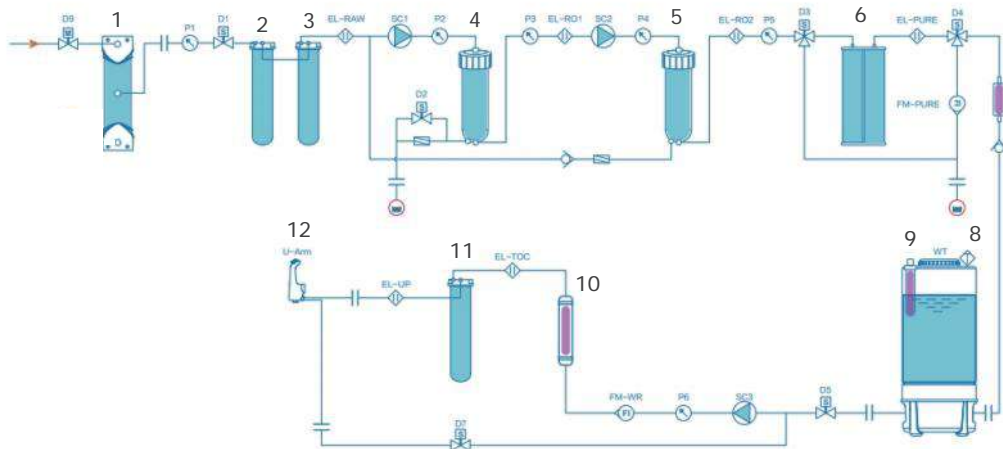 D9
1
P1
D1
2
3
EL-RAW
SC1
P2
4
P3
EL-RO1
SC2
P4
5
EL-RO2
P5
D3
6
EL-PURE
D4
D2
FM-PURE
12
U-Arm
11
EL-TOC
10
EL-UP
9
WT
8
FM-WR
FI
P6
SC3
D5
D7
S
S
S
S
S
S
S